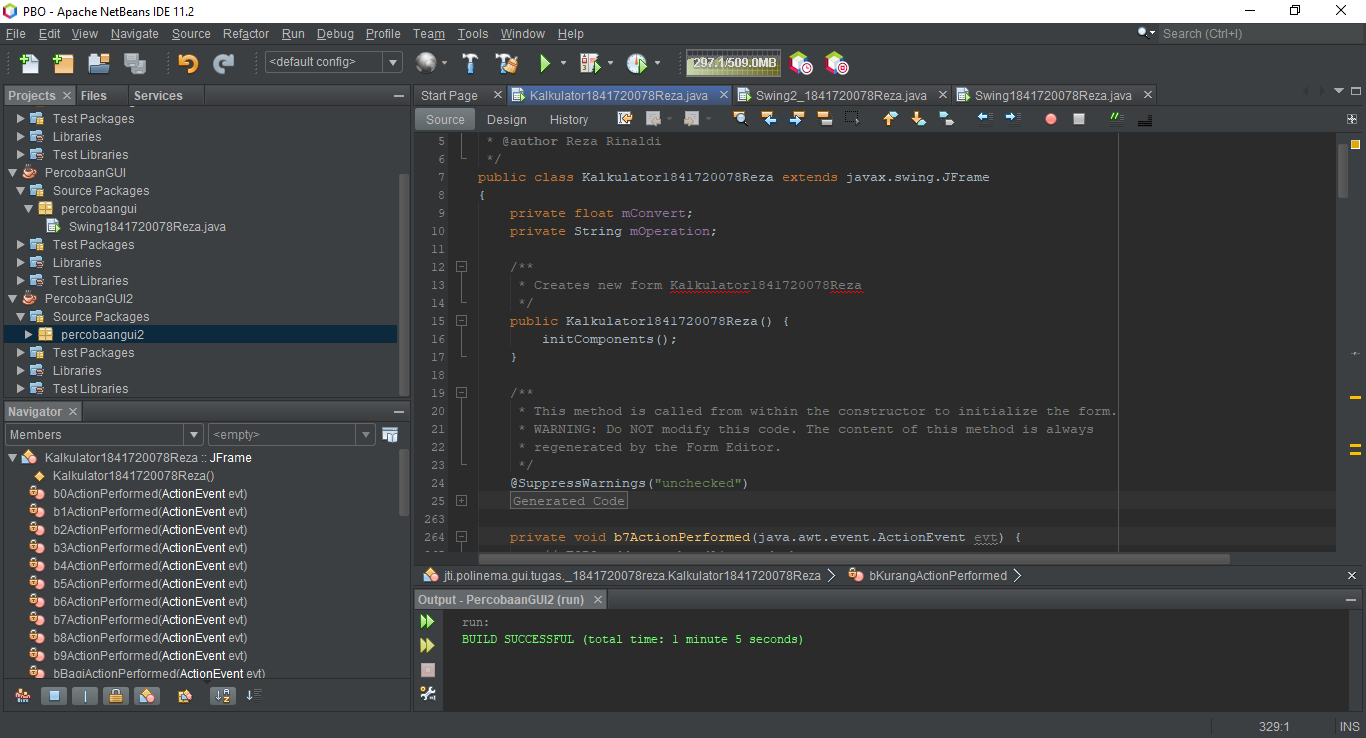 PBO - Apache NetBeans IDE 11.2
File Edit View Navigate Source Refactor Run Debug Profile Team Tools Window Help
Search (Ctrl+I)
<default config>
297.1/509.0MB
Projects Files Services
Test Packages
Libraries
Test Libraries
PercobaanGUI
Source Packages
percobaangui
Swing1841720078Reza.java
Test Packages
Libraries
Test Libraries
PercobaanGUI2
Source Packages
percobaangui2
Test Packages
Libraries
Test Libraries
Navigator
Members <empty>
Kalkulator1841720078Reza :: JFrame
Kalkulator1841720078Reza()
b0ActionPerformed(ActionEvent evt)
b1ActionPerformed(ActionEvent evt)
b2ActionPerformed(ActionEvent evt)
b3ActionPerformed(ActionEvent evt)
b4ActionPerformed(ActionEvent evt)
b5ActionPerformed(ActionEvent evt)
b6ActionPerformed(ActionEvent evt)
b7ActionPerformed(ActionEvent evt)
b8ActionPerformed(ActionEvent evt)
b9ActionPerformed(ActionEvent evt)
bBagiActionPerformed(ActionEvent evt)
Start Page Kalkulator1841720078Reza.java Swing2_1841720078Reza.java Swing1841720078Reza.java
Source Design History
5 * @author Reza Rinaldi
6 */
7 public class Kalkulator1841720078Reza extends javax.swing.JFrame
8 {
9 private float mConvert;
10 private String mOperation;
11
12 /**
13 * Creates new form Kalkulator1841720078Reza
14 */
15 public Kalkulator1841720078Reza() {
16 initComponents();
17 }
18
19 /**
20 * This method is called from within the constructor to initialize the form.
21 * WARNING: Do NOT modify this code. The content of this method is always
22 * regenerated by the Form Editor.
23 */
24 @SuppressWarnings("unchecked")
25 Generated Code
263
264 private void b7ActionPerformed(java.awt.event.ActionEvent evt) {
jti.polinema.gui.tugas._1841720078reza.Kalkulator1841720078Reza bKurangActionPerformed
Output - PercobaanGUI2 (run)
run:
BUILD SUCCESSFUL (total time: 1 minute 5 seconds)
329:1 INS